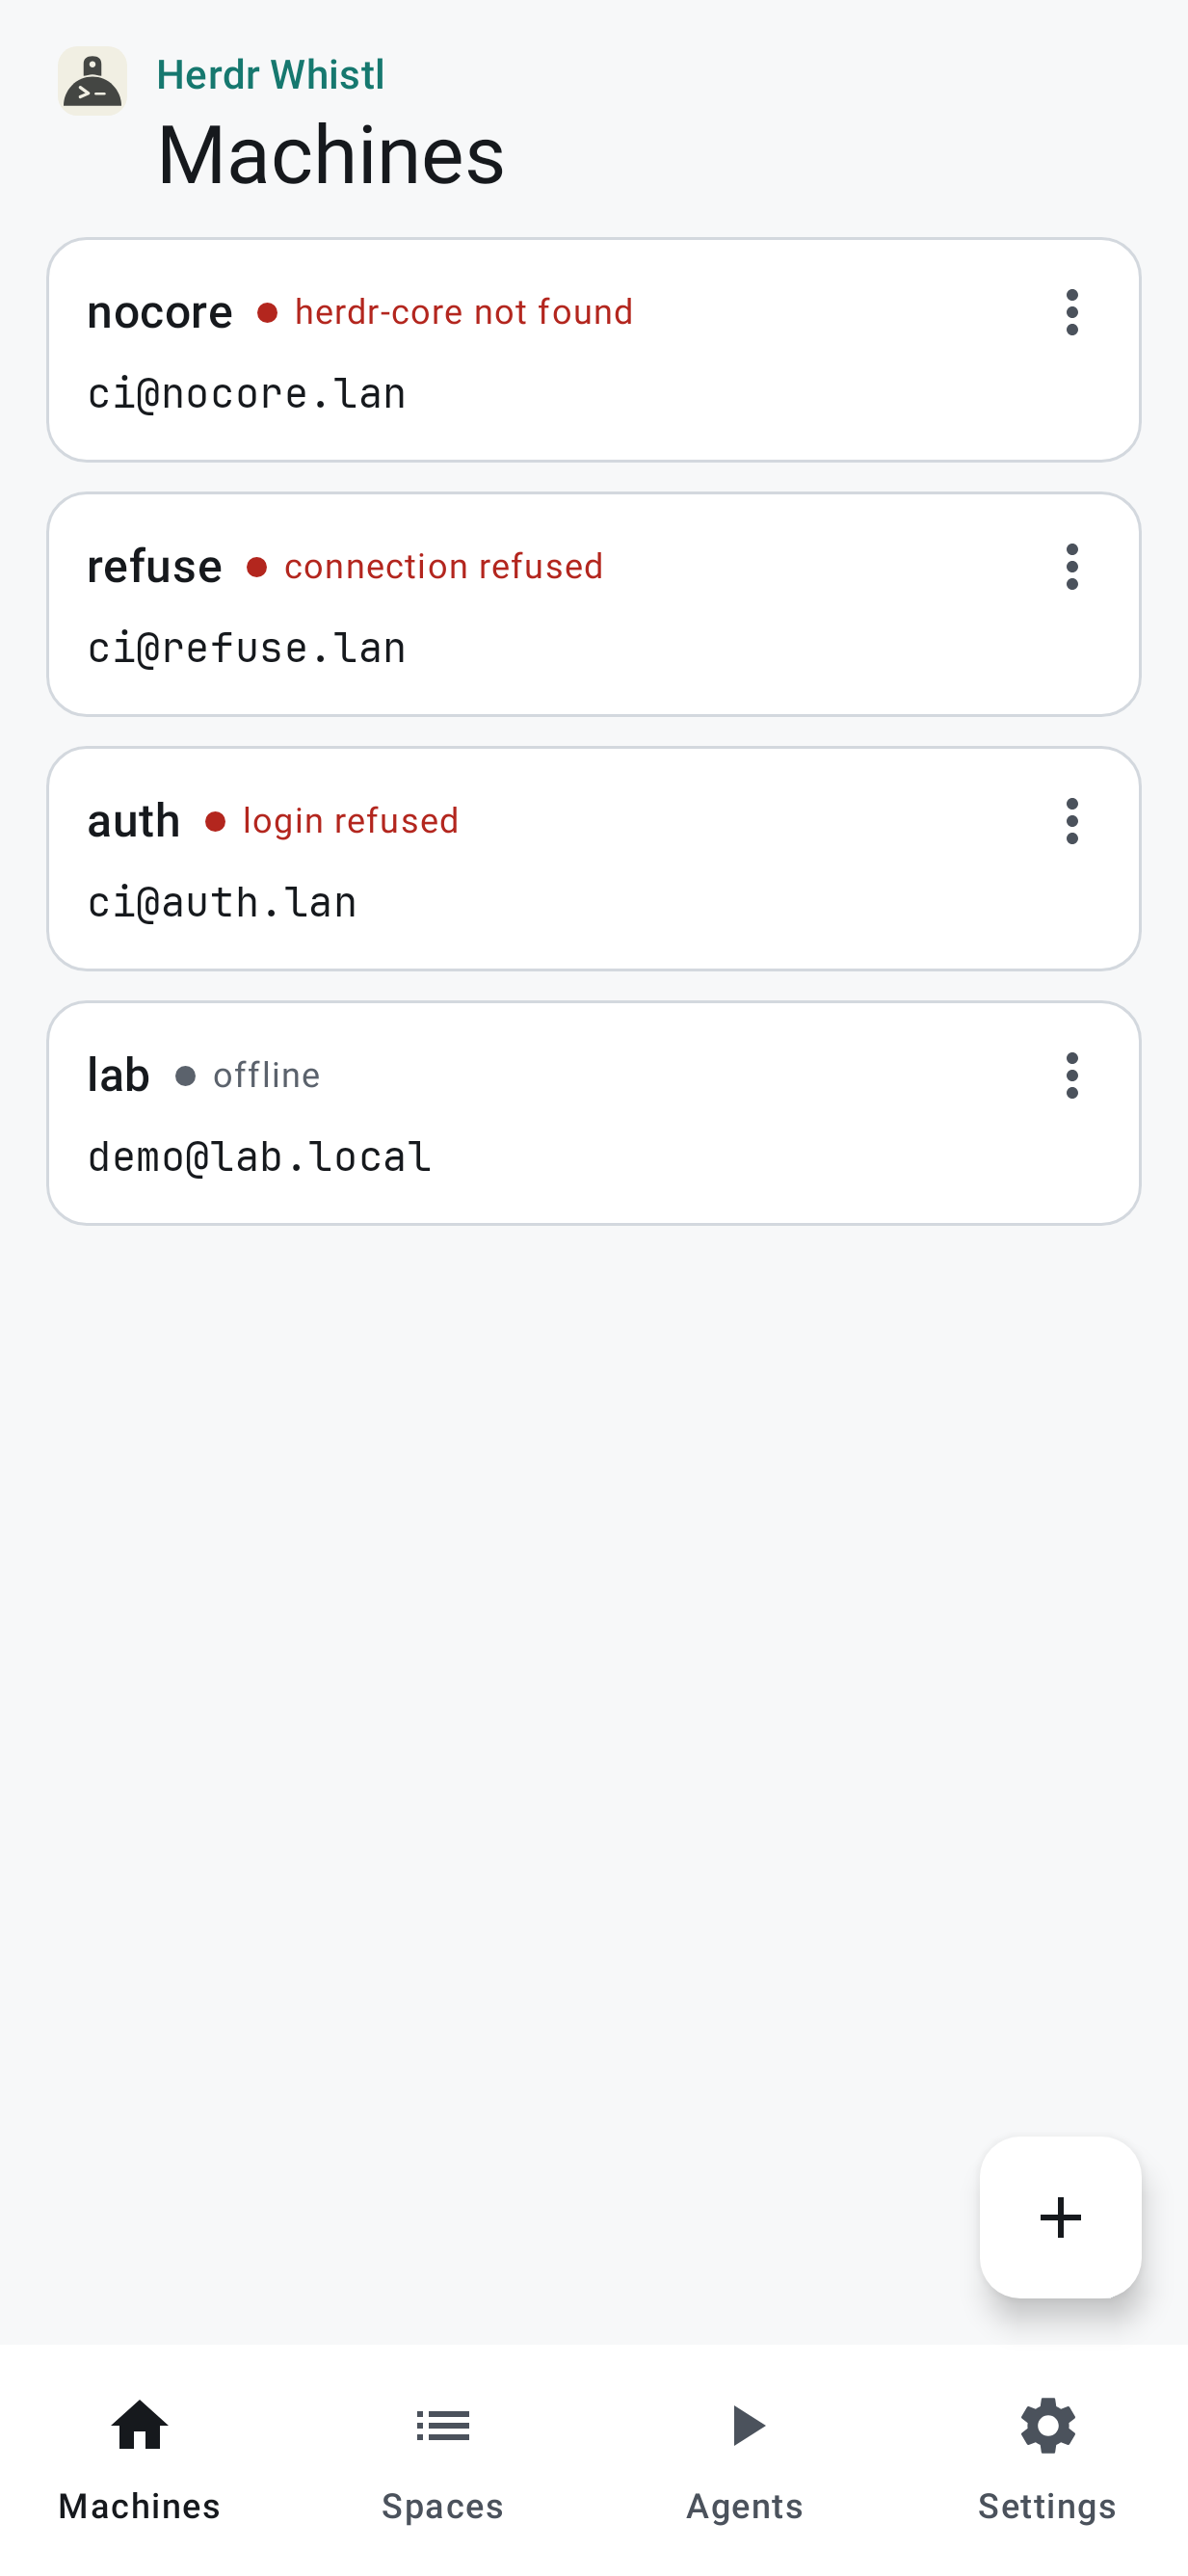 Herdr Whistl
Machines
nocore herdr-core not found
ci@nocore.lan
refuse connection refused
ci@refuse.lan
auth login refused
ci@auth.lan
lab offline
demo@lab.local
Machines Spaces Agents Settings